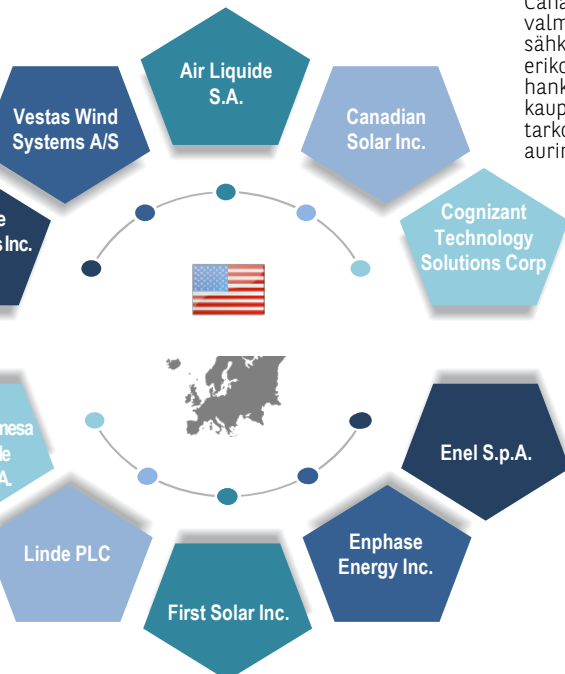 Air Liquide
S.A.
Canadian
Solar Inc.
Cognizant
Technology
Solutions Corp
Enel S.p.A.
Enphase
Energy Inc.
First Solar Inc.
Linde PLC
mesa
Inc.
Vestas Wind
Systems A/S
Cana
valm
sähk
eriko
hank
kaup
tarko
aurin